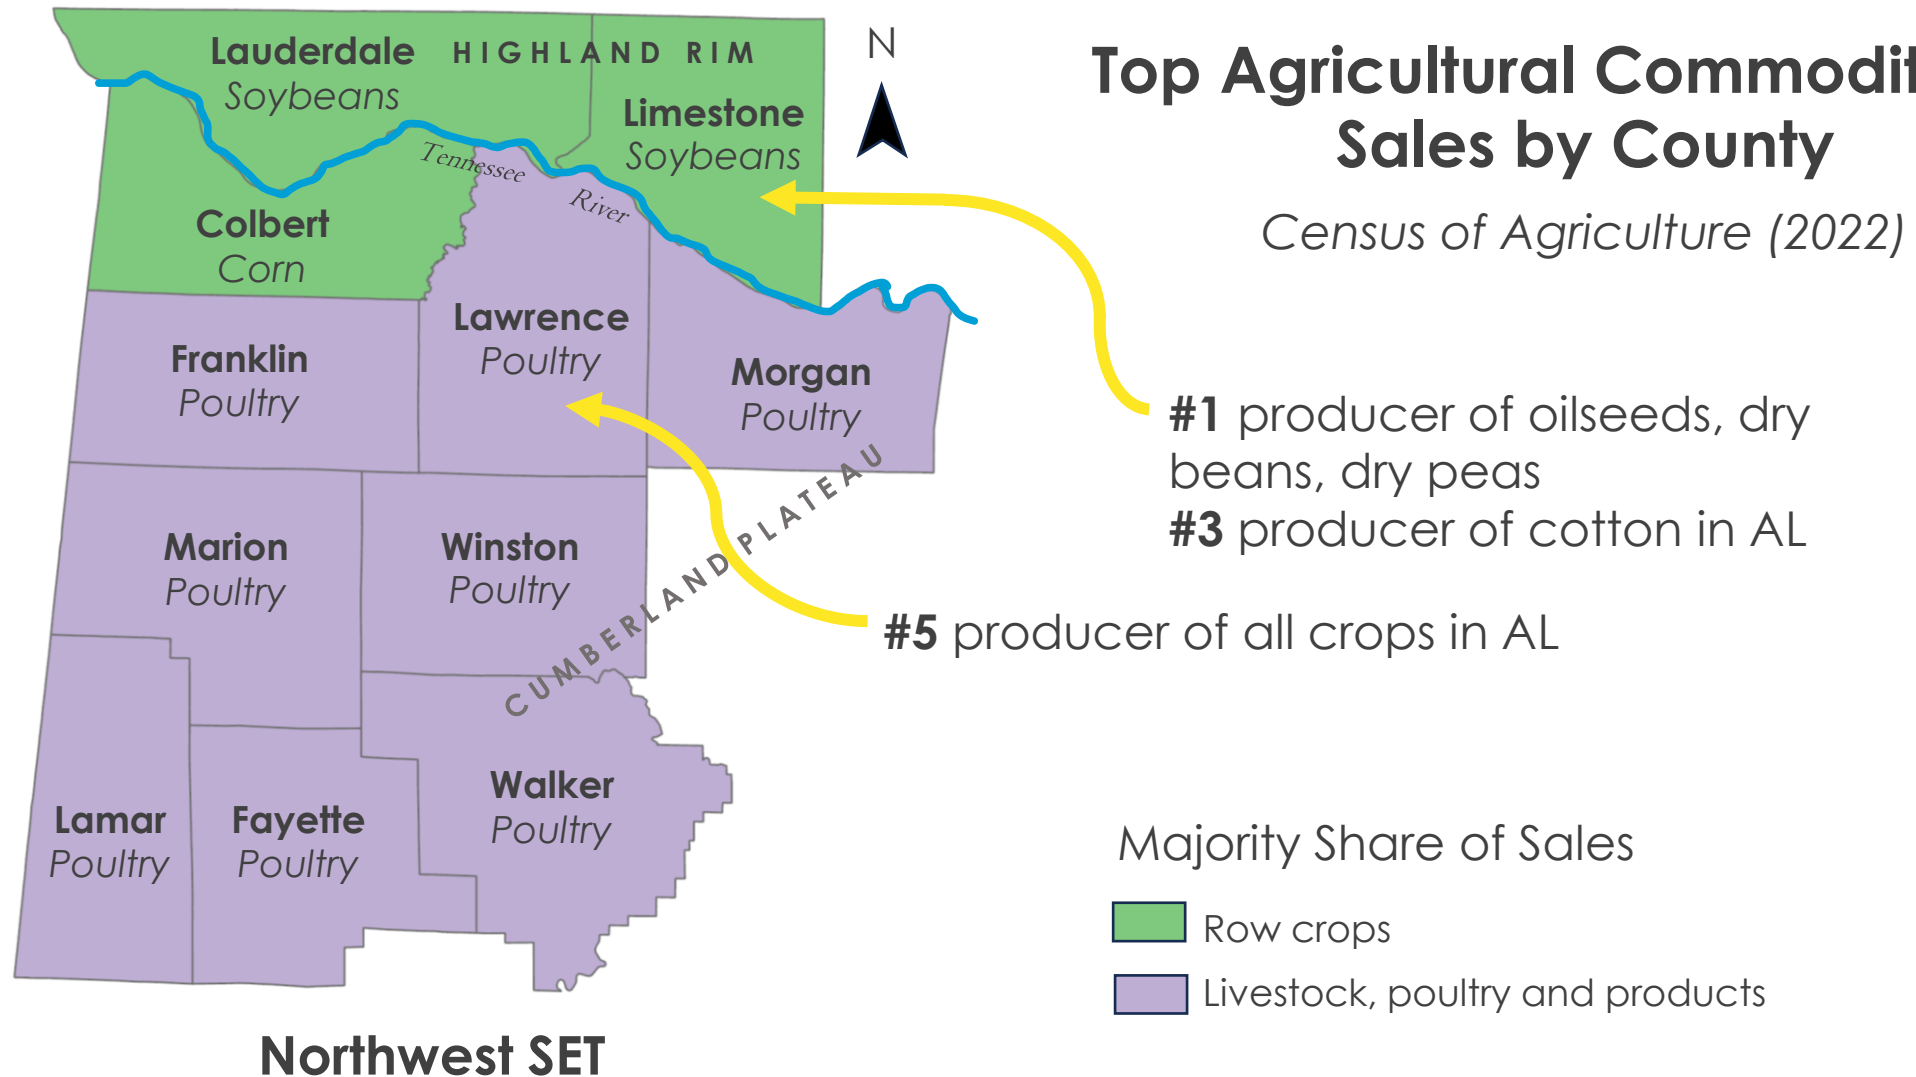 Top Agricultural Commodit
Sales by County
Census of Agriculture (2022)
N
HIGHLAND RIM
Lauderdale
Soybeans
Limestone
Soybeans
Tennessee
River
Colbert
Corn
Lawrence
Poultry
Franklin
Poultry
Morgan
Poultry
#1 producer of oilseeds, dry
beans, dry peas
#3 producer of cotton in AL
Marion
Poultry
Winston
Poultry
CUMBERLAND PLATEAU
#5 producer of all crops in AL
Walker
Poultry
Lamar
Poultry
Fayette
Poultry
Majority Share of Sales
Row crops
Livestock, poultry and products
Northwest SET